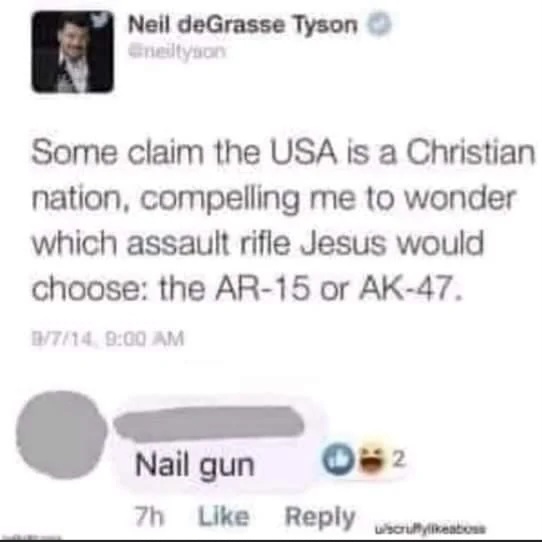 Neil deGrasse Tyson
@neiltyson
Some claim the USA is a Christian
nation, compelling me to wonder
which assault rifle Jesus would
choose: the AR-15 or AK-47.
9/7/14, 9:00 AM
Nail gun
2
7h Like Reply
u/scruffylikeaboss